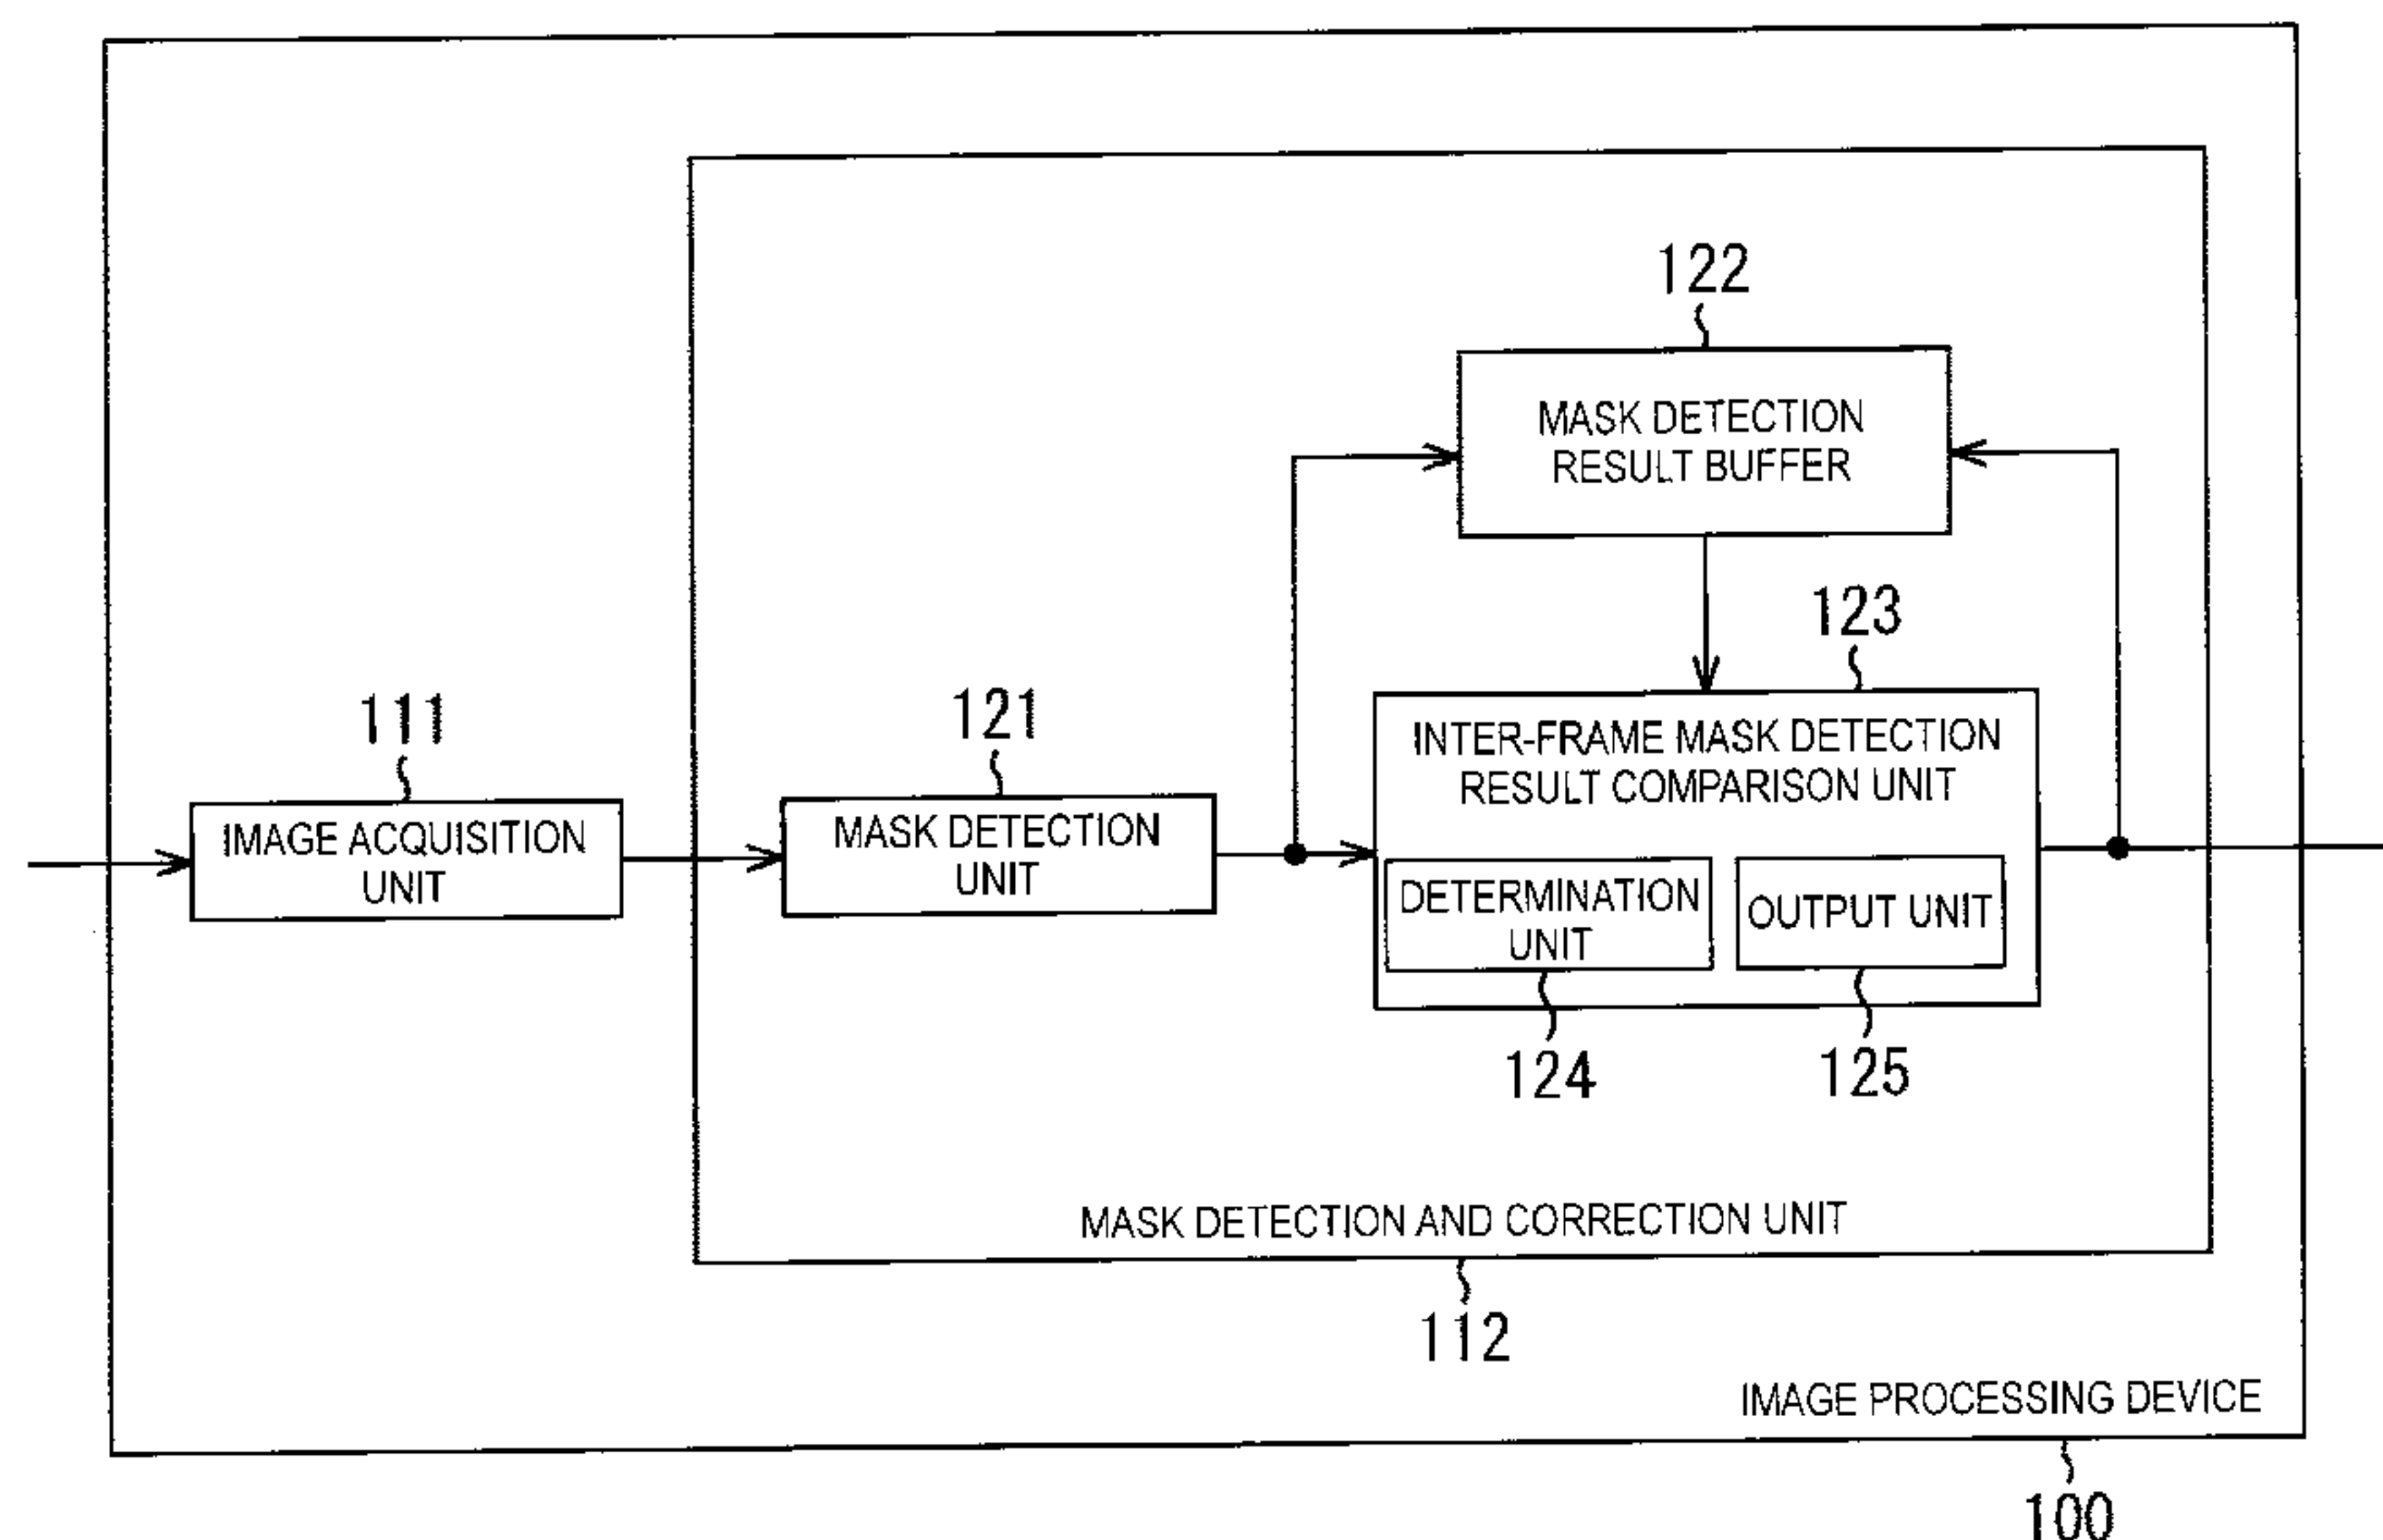 122
MASK DETECTION
RESULT BUFFER
123
INTER-FRAME MASK DETECTION
RESULT COMPARISON UNIT
111
IMAGE ACQUISITION
UNIT
121
MASK DETECTION
UNIT
DETERMINATION
UNIT
OUTPUT UNIT
124
125
MASK DETECTION AND CORRECTION UNIT
112
IMAGE PROCESSING DEVICE
100